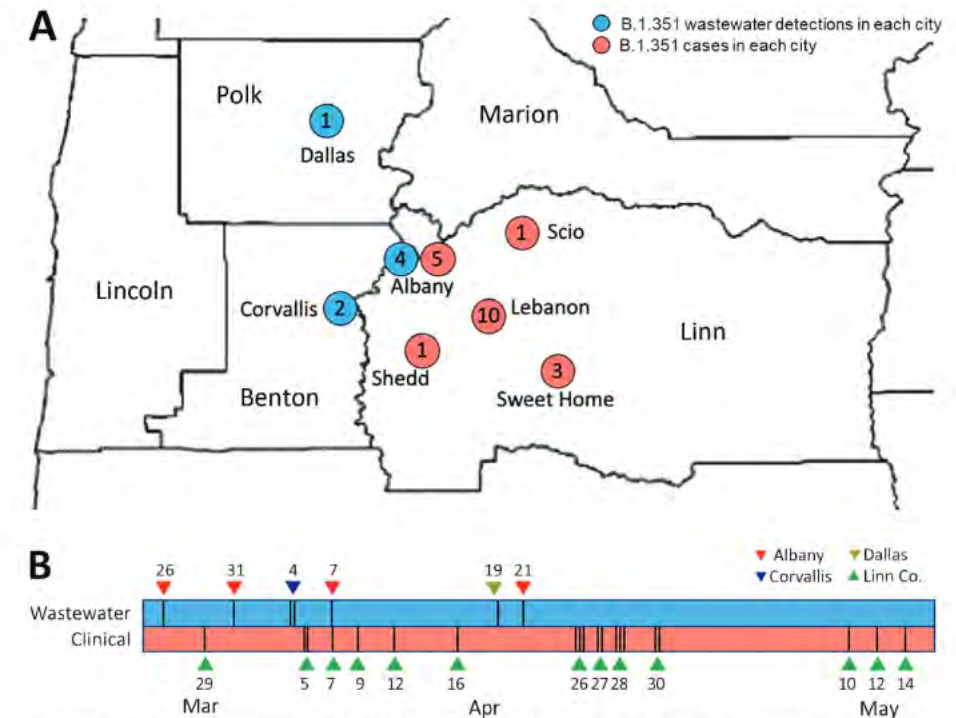 A
B.1.351 wastewater detections in each city
B.1.351 cases in each city
Polk
Marion
1
Dallas
1 Scio
4 5
Albany
Lincoln
Corvallis 2
10 Lebanon
Linn
1
Shedd
3
Sweet Home
Benton
B
Albany Dallas
Corvallis Linn Co.
26 31 4 7 19 21
Wastewater
Clinical
29 5 7 9 12 16 26 27 28 30 10 12 14
Mar Apr May